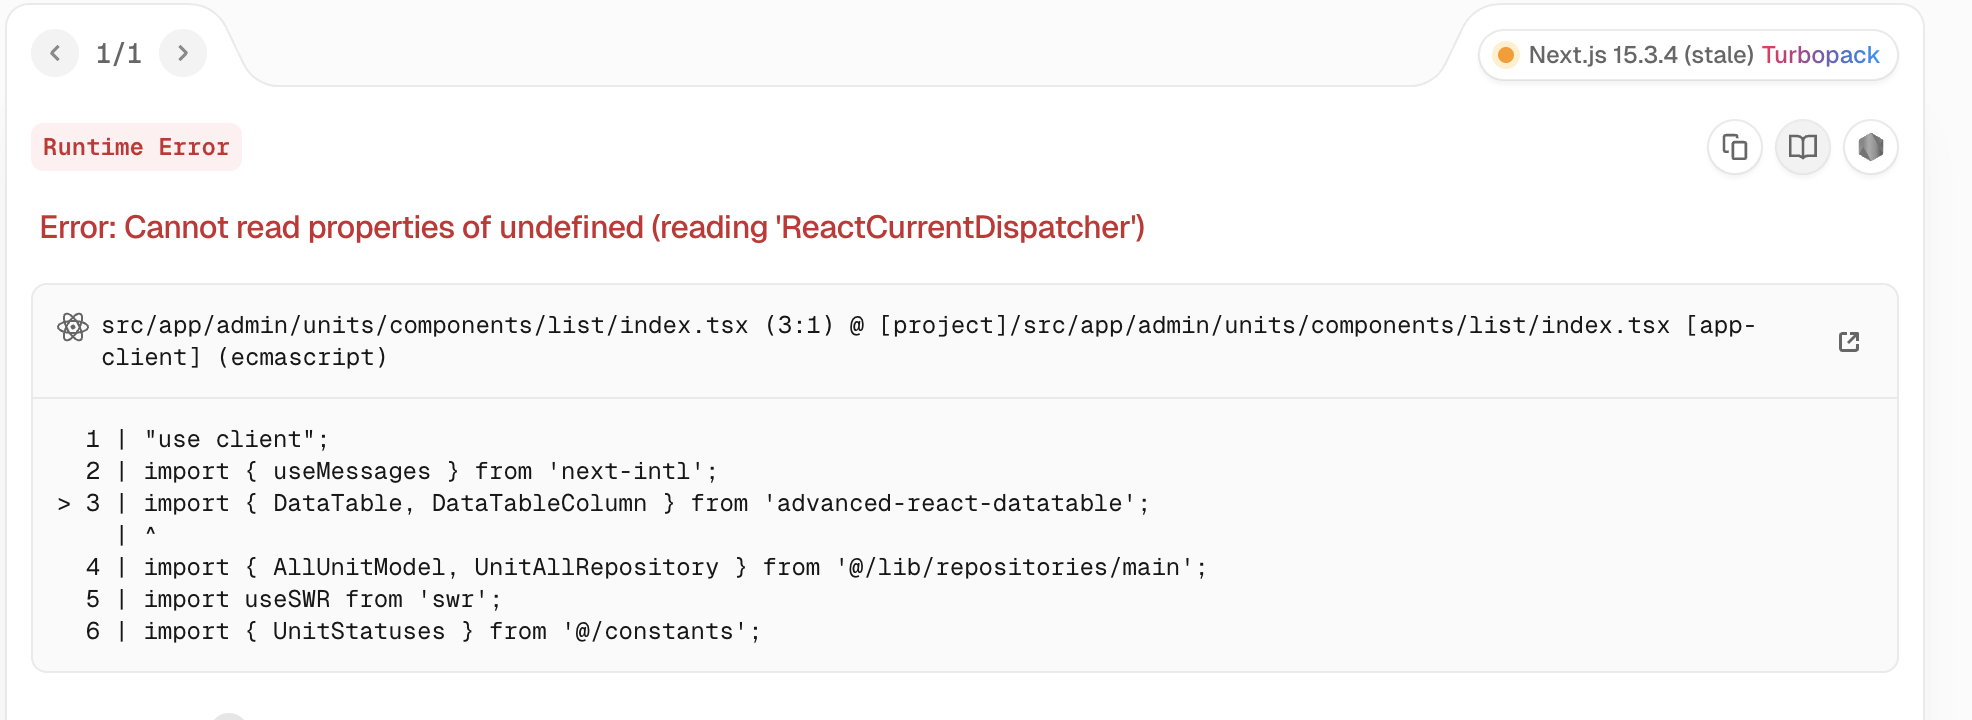 1/1
Next.js 15.3.4 (stale) Turbopack
Runtime Error
Error: Cannot read properties of undefined (reading 'ReactCurrentDispatcher')
src/app/admin/units/components/list/index.tsx (3:1) @ [project]/src/app/admin/units/components/list/index.tsx [app-
client] (ecmascript)
1 | "use client";
2 | import { useMessages } from 'next-intl';
> 3 | import { DataTable, DataTableColumn } from 'advanced-react-datatable';
| ^
4 | import { AllUnitModel, UnitAllRepository } from '@/lib/repositories/main';
5 | import useSWR from 'swr';
6 | import { UnitStatuses } from '@/constants';